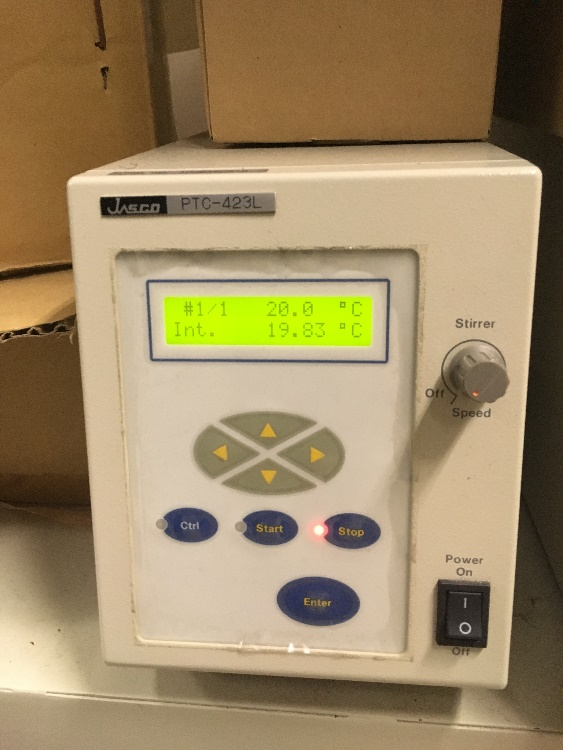 JASCO PTC-423L
#1/1 20.0 °C
Int. 19.83 °C
Stirrer
Off
Speed
Ctrl
Start
Stop
Enter
Power
On
I
O
Off